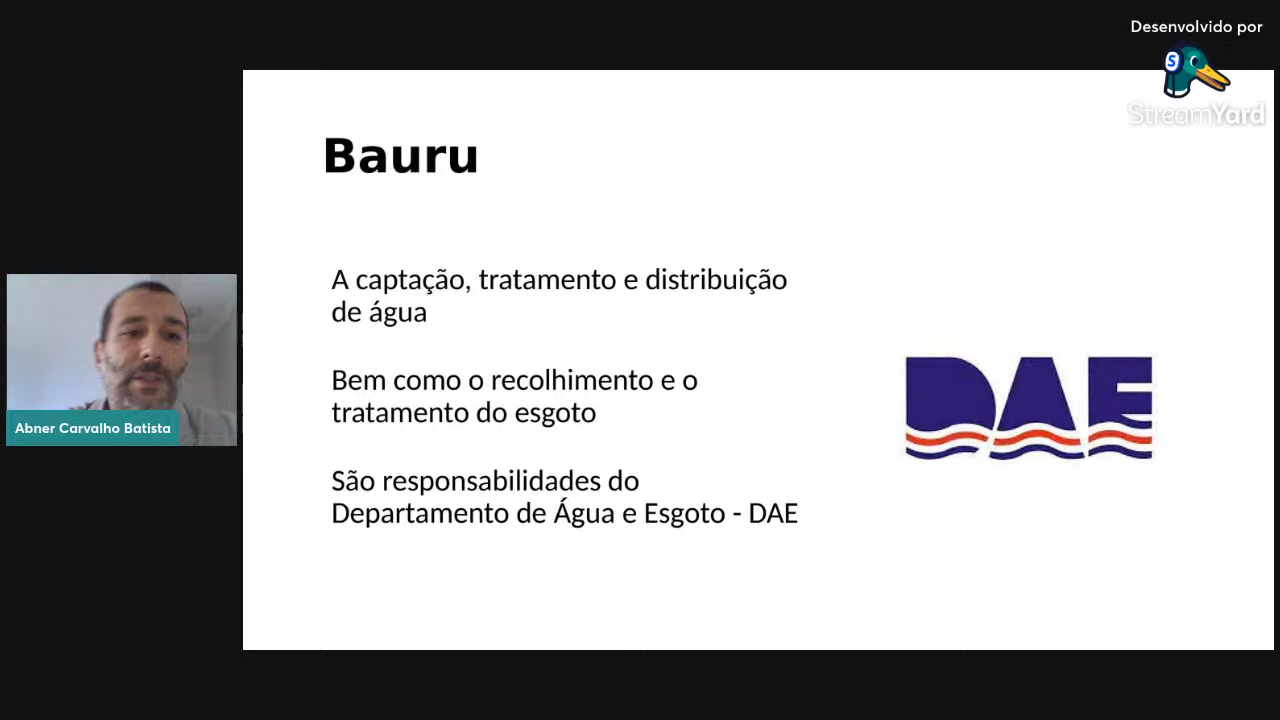 Desenvolvido por
StreamYard
Bauru
A captação, tratamento e distribuição
de água
Bem como o recolhimento e o
tratamento do esgoto
São responsabilidades do
Departamento de Água e Esgoto - DAE
DAE
Abner Carvalho Batista